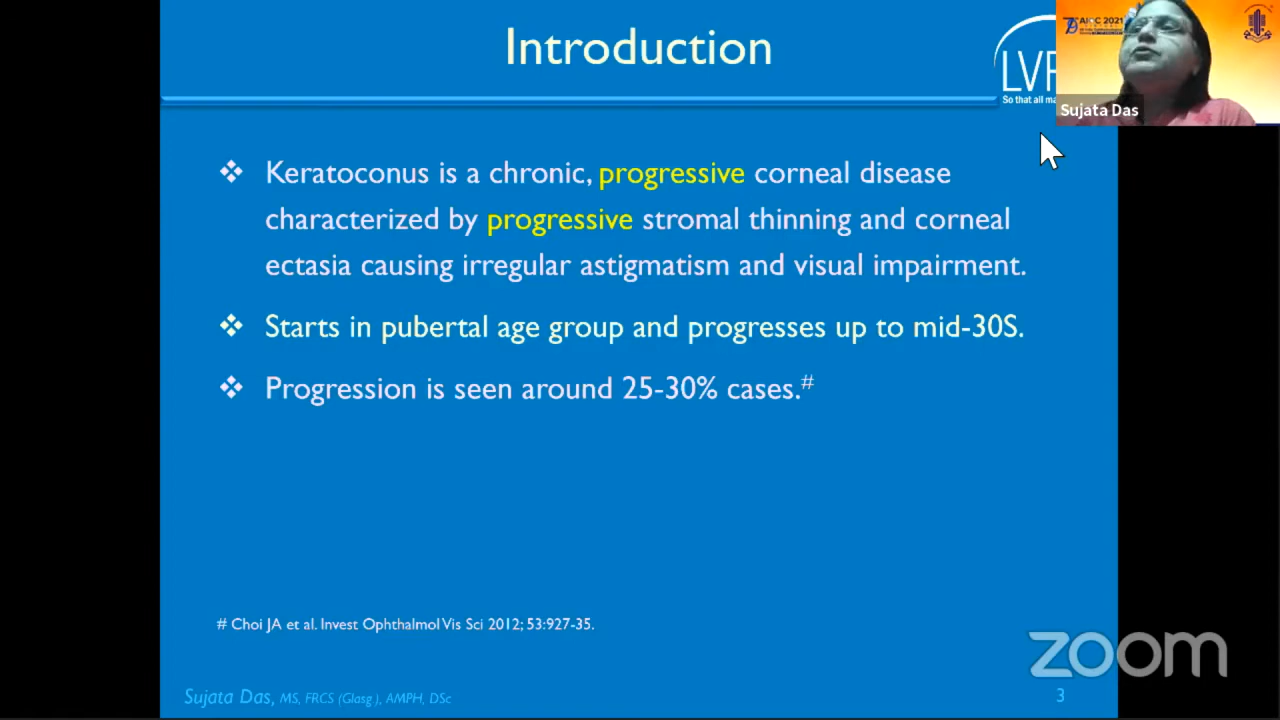 Introduction
LVP
So that all ma
AIOC 2021
Sujata Das
❖ Keratoconus is a chronic, progressive corneal disease
characterized by progressive stromal thinning and corneal
ectasia causing irregular astigmatism and visual impairment.
❖ Starts in pubertal age group and progresses up to mid-30S.
❖ Progression is seen around 25-30% cases.#
# Choi JA et al. Invest Ophthalmol Vis Sci 2012; 53:927-35.
zoom
Sujata Das, MS, FRCS (Glasg), AMPH, DSc
3